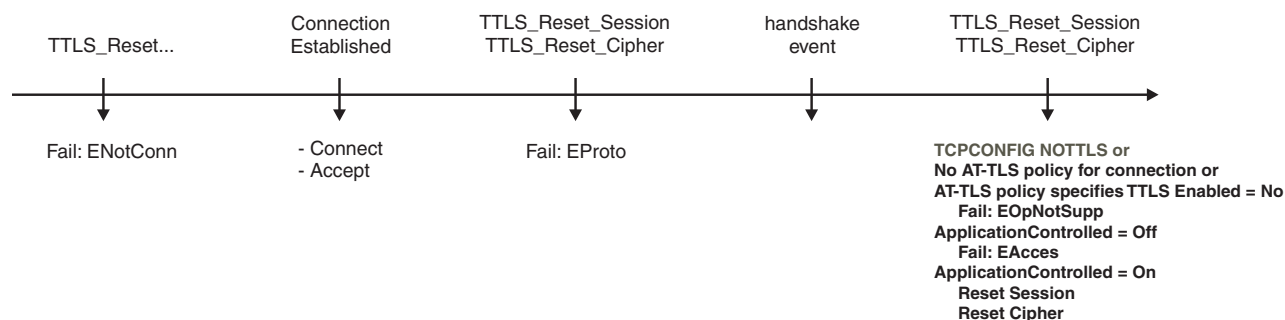 TTLS_Reset...
Connection
Established
TTLS_Reset_Session
TTLS_Reset_Cipher
handshake
event
TTLS_Reset_Session
TTLS_Reset_Cipher
Fail: ENotConn
- Connect
- Accept
Fail: EProto
TCPCONFIG NOTTLS or
No AT-TLS policy for connection or
AT-TLS policy specifies TTLS Enabled = No
Fail: EOpNotSupp
ApplicationControlled = Off
Fail: EAcces
ApplicationControlled = On
Reset Session
Reset Cipher